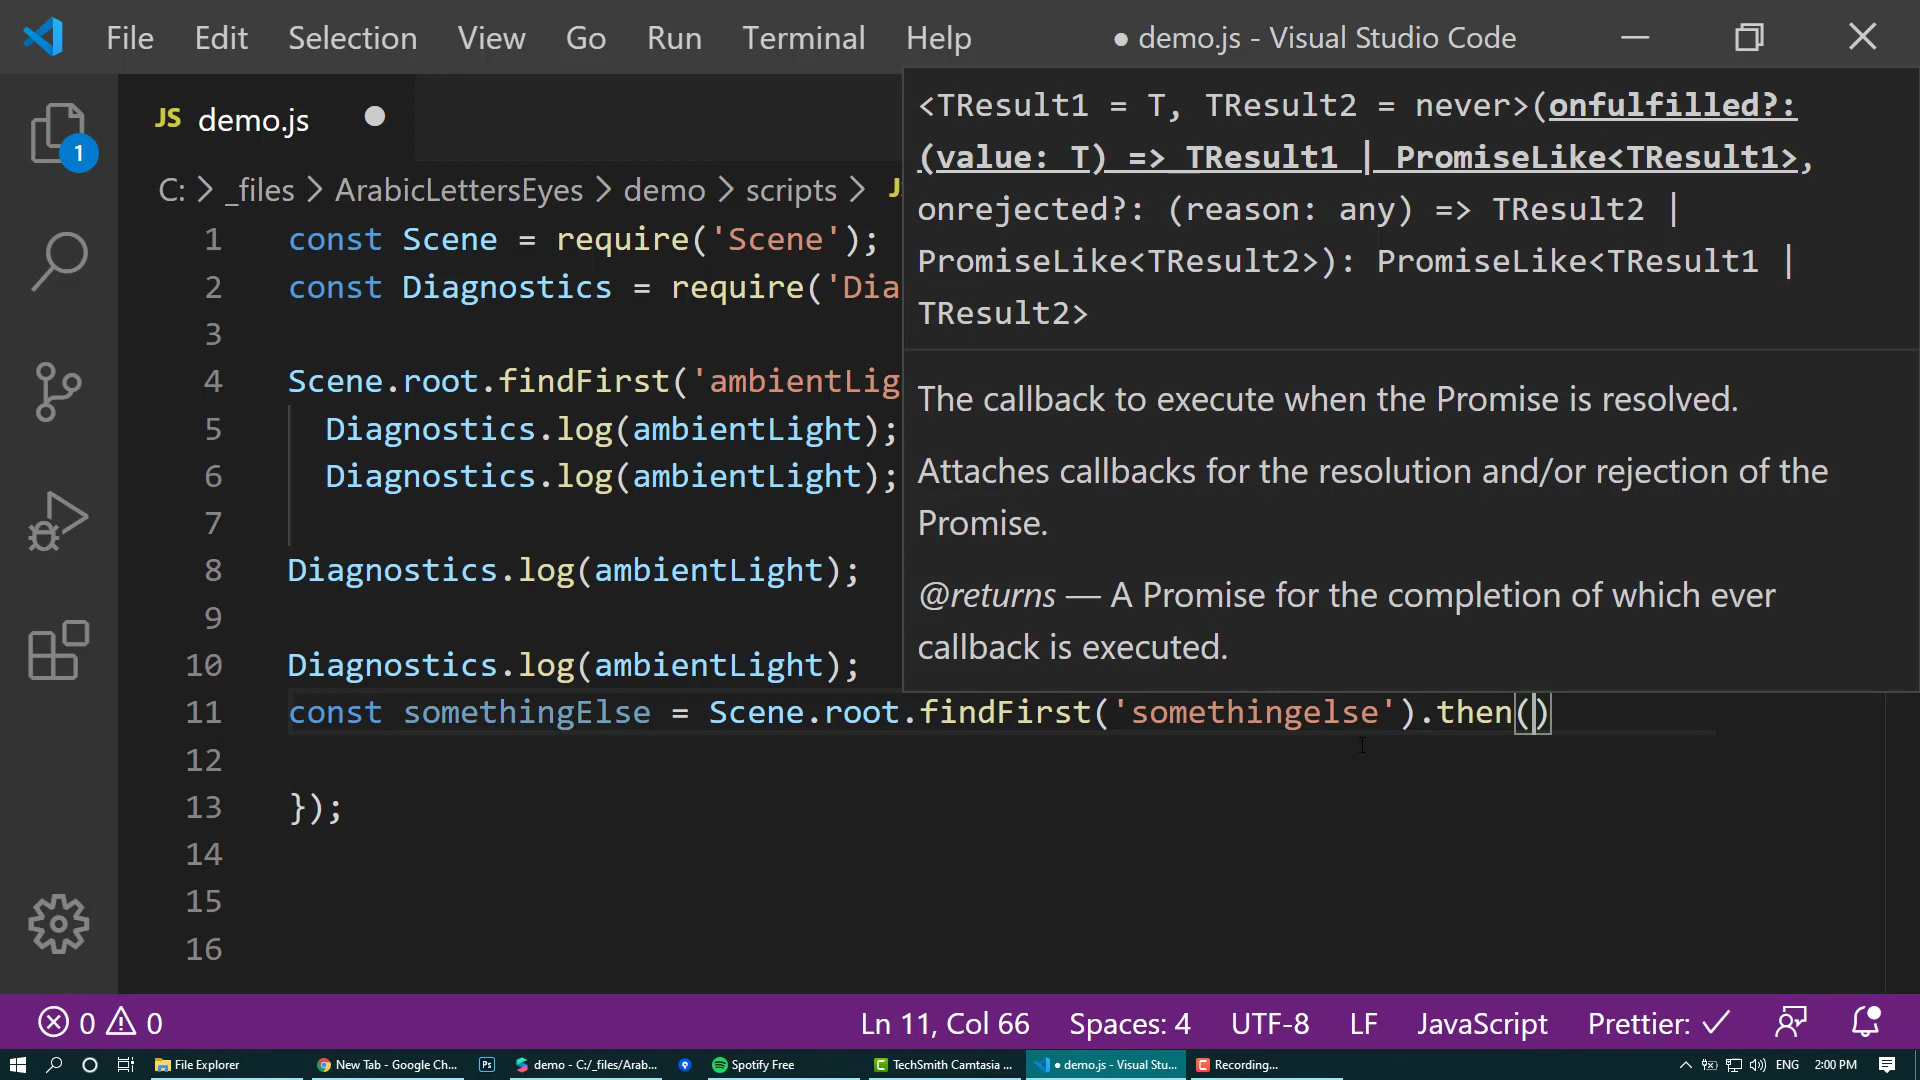 File Edit Selection View Go Run Terminal Help ● demo.js - Visual Studio Code
JS demo.js
1
C: > _files > ArabicLettersEyes > demo > scripts >
1 const Scene = require('Scene');
2 const Diagnostics = require('Dia
3
4 Scene.root.findFirst('ambientLig
5 Diagnostics.log(ambientLight);
6 Diagnostics.log(ambientLight);
7
8 Diagnostics.log(ambientLight);
9
10 Diagnostics.log(ambientLight);
11 const somethingElse = Scene.root.findFirst('somethingelse').then()
12
13 });
14
15
16
<TResult1 = T, TResult2 = never>(onfulfilled?:
(value: T) => TResult1 | PromiseLike<TResult1>,
onrejected?: (reason: any) => TResult2 |
PromiseLike<TResult2>): PromiseLike<TResult1 |
TResult2>
The callback to execute when the Promise is resolved.
Attaches callbacks for the resolution and/or rejection of the
Promise.
@returns — A Promise for the completion of which ever
callback is executed.
0 0 Ln 11, Col 66 Spaces: 4 UTF-8 LF JavaScript Prettier: ✓
File Explorer New Tab - Google Ch... Ps demo - C:/_files/Arab... Spotify Free TechSmith Camtasia ... ● demo.js - Visual Stu... Recording... ENG 2:00 PM